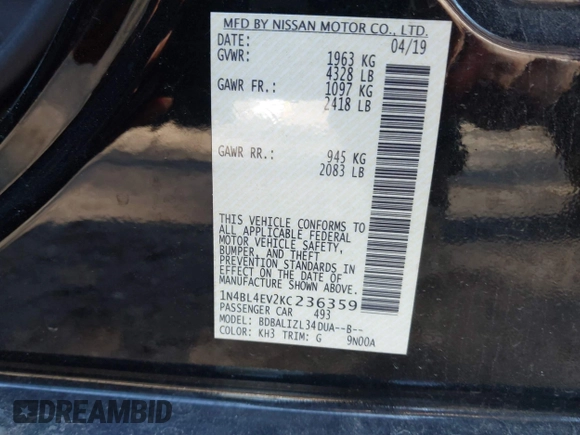 MFD BY NISSAN MOTOR CO., LTD.
DATE: 04/19
GVWR: 1963 KG
4328 LB
GAWR FR.: 1097 KG
2418 LB
GAWR RR.: 945 KG
2083 LB
THIS VEHICLE CONFORMS TO
ALL APPLICABLE FEDERAL
MOTOR VEHICLE SAFETY,
BUMPER, AND THEFT
PREVENTION STANDARDS IN
EFFECT ON THE DATE OF
MANUFACTURE SHOWN ABOVE.
1N4BL4EV2KC236359
PASSENGER CAR 493
MODEL: BDBALIZL34DUA--B--
COLOR: KH3 TRIM: G 9N00A
DREAMBID